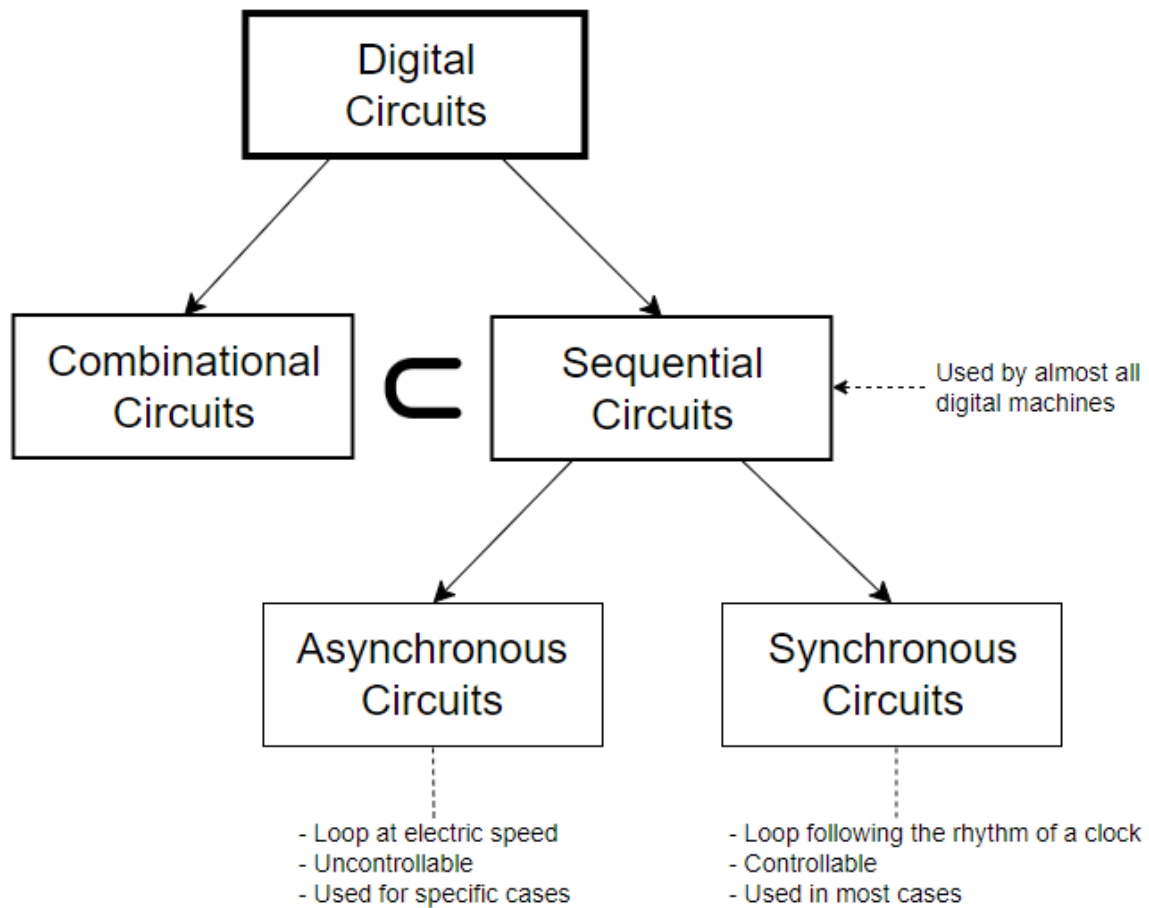 Digital
Circuits
Combinational
Circuits
⊂
Sequential
Circuits
Used by almost all
digital machines
Asynchronous
Circuits
Synchronous
Circuits
- Loop at electric speed
- Uncontrollable
- Used for specific cases
- Loop following the rhythm of a clock
- Controllable
- Used in most cases